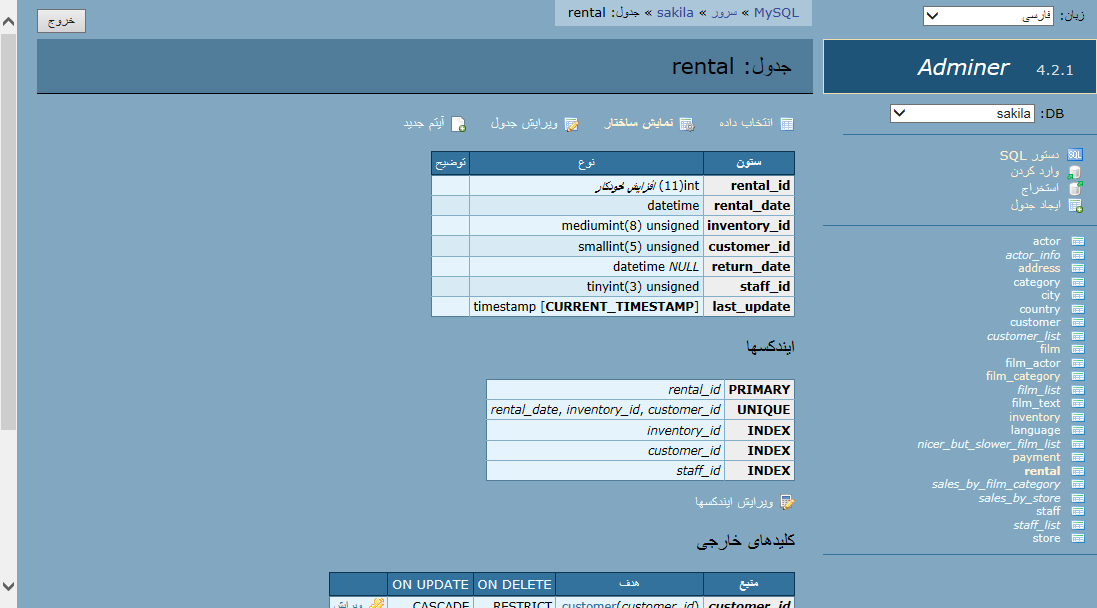 زبان: فارسی
MySQL » سرور » sakila » جدول: rental
خروج
Adminer 4.2.1
جدول: rental
DB: sakila
دستور SQL
وارد کردن
استخراج
ایجاد جدول
actor
actor_info
address
category
city
country
customer
customer_list
film
film_actor
film_category
film_list
film_text
inventory
language
nicer_but_slower_film_list
payment
rental
sales_by_film_category
sales_by_store
staff
staff_list
store
انتخاب داده نمایش ساختار ویرایش جدول آیتم جدید
ستون نوع توضیح
rental_id int(11) افزایش خودکار
rental_date datetime
inventory_id mediumint(8) unsigned
customer_id smallint(5) unsigned
return_date datetime NULL
staff_id tinyint(3) unsigned
last_update timestamp [CURRENT_TIMESTAMP]
ایندکسها
PRIMARY rental_id
UNIQUE rental_date, inventory_id, customer_id
INDEX inventory_id
INDEX customer_id
INDEX staff_id
ویرایش ایندکسها
کلیدهای خارجی
منبع هدف ON DELETE ON UPDATE
customer_id customer(customer_id) RESTRICT CASCADE ویرایش